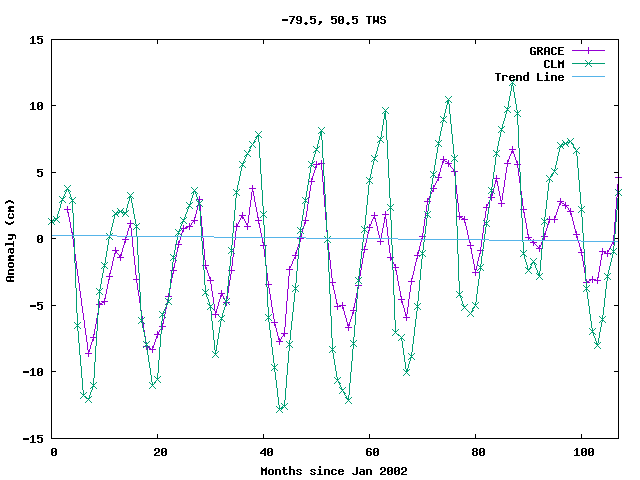 -79.5, 50.5 TWS
GRACE
CLM
Trend Line
15
10
5
0
-5
-10
-15
Anomaly (cm)
0 20 40 60 80 100
Months since Jan 2002